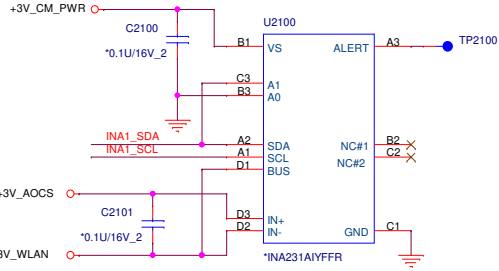 +3V_CM_PWR
C2100
*0.1U/16V_2
U2100
B1 VS
ALERT A3
TP2100
C3 A1
B3 A0
INA1_SDA
A2 SDA
INA1_SCL
A1 SCL
D1 BUS
NC#1 B2
NC#2 C2
+3V_AOCS
C2101
*0.1U/16V_2
D3 IN+
D2 IN-
GND C1
3V_WLAN
*INA231AIYFFR